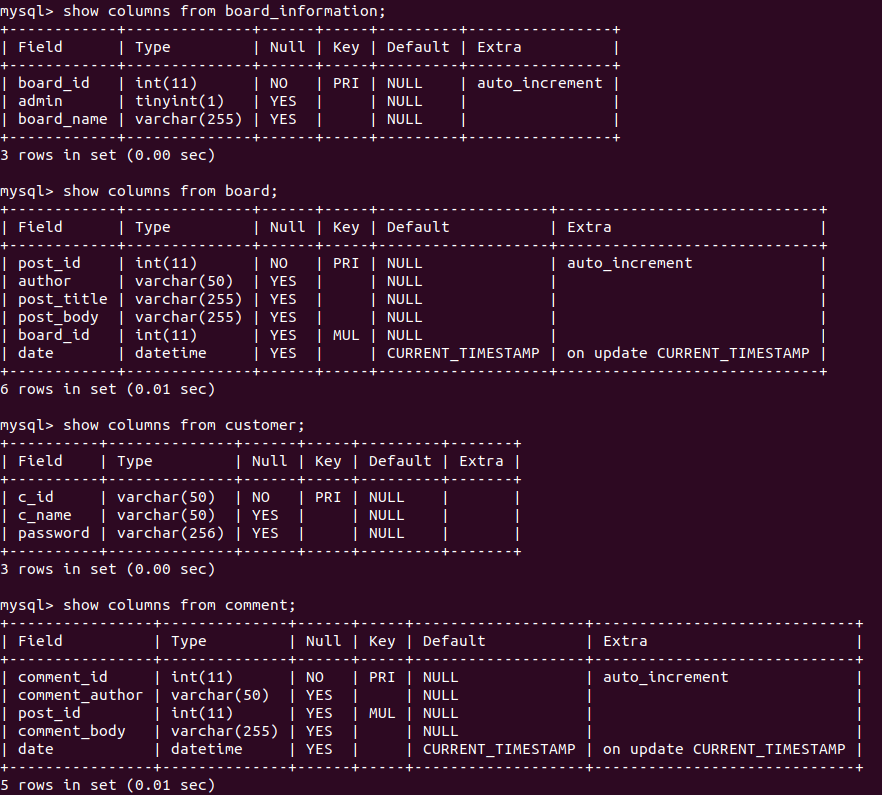 mysql> show columns from board_information;
+------------+--------------+------+-----+---------+----------------+
| Field      | Type         | Null | Key | Default | Extra          |
+------------+--------------+------+-----+---------+----------------+
| board_id   | int(11)      | NO   | PRI | NULL    | auto_increment |
| admin      | tinyint(1)   | YES  |     | NULL    |                |
| board_name | varchar(255) | YES  |     | NULL    |                |
+------------+--------------+------+-----+---------+----------------+
3 rows in set (0.00 sec)

mysql> show columns from board;
+------------+--------------+------+-----+-------------------+-----------------------------+
| Field      | Type         | Null | Key | Default           | Extra                       |
+------------+--------------+------+-----+-------------------+-----------------------------+
| post_id    | int(11)      | NO   | PRI | NULL              | auto_increment              |
| author     | varchar(50)  | YES  |     | NULL              |                             |
| post_title | varchar(255) | YES  |     | NULL              |                             |
| post_body  | varchar(255) | YES  |     | NULL              |                             |
| board_id   | int(11)      | YES  | MUL | NULL              |                             |
| date       | datetime     | YES  |     | CURRENT_TIMESTAMP | on update CURRENT_TIMESTAMP |
+------------+--------------+------+-----+-------------------+-----------------------------+
6 rows in set (0.01 sec)

mysql> show columns from customer;
+----------+--------------+------+-----+---------+-------+
| Field    | Type         | Null | Key | Default | Extra |
+----------+--------------+------+-----+---------+-------+
| c_id     | varchar(50)  | NO   | PRI | NULL    |       |
| c_name   | varchar(50)  | YES  |     | NULL    |       |
| password | varchar(256) | YES  |     | NULL    |       |
+----------+--------------+------+-----+---------+-------+
3 rows in set (0.00 sec)

mysql> show columns from comment;
+----------------+--------------+------+-----+-------------------+-----------------------------+
| Field          | Type         | Null | Key | Default           | Extra                       |
+----------------+--------------+------+-----+-------------------+-----------------------------+
| comment_id     | int(11)      | NO   | PRI | NULL              | auto_increment              |
| comment_author | varchar(50)  | YES  |     | NULL              |                             |
| post_id        | int(11)      | YES  | MUL | NULL              |                             |
| comment_body   | varchar(255) | YES  |     | NULL              |                             |
| date           | datetime     | YES  |     | CURRENT_TIMESTAMP | on update CURRENT_TIMESTAMP |
+----------------+--------------+------+-----+-------------------+-----------------------------+
5 rows in set (0.01 sec)